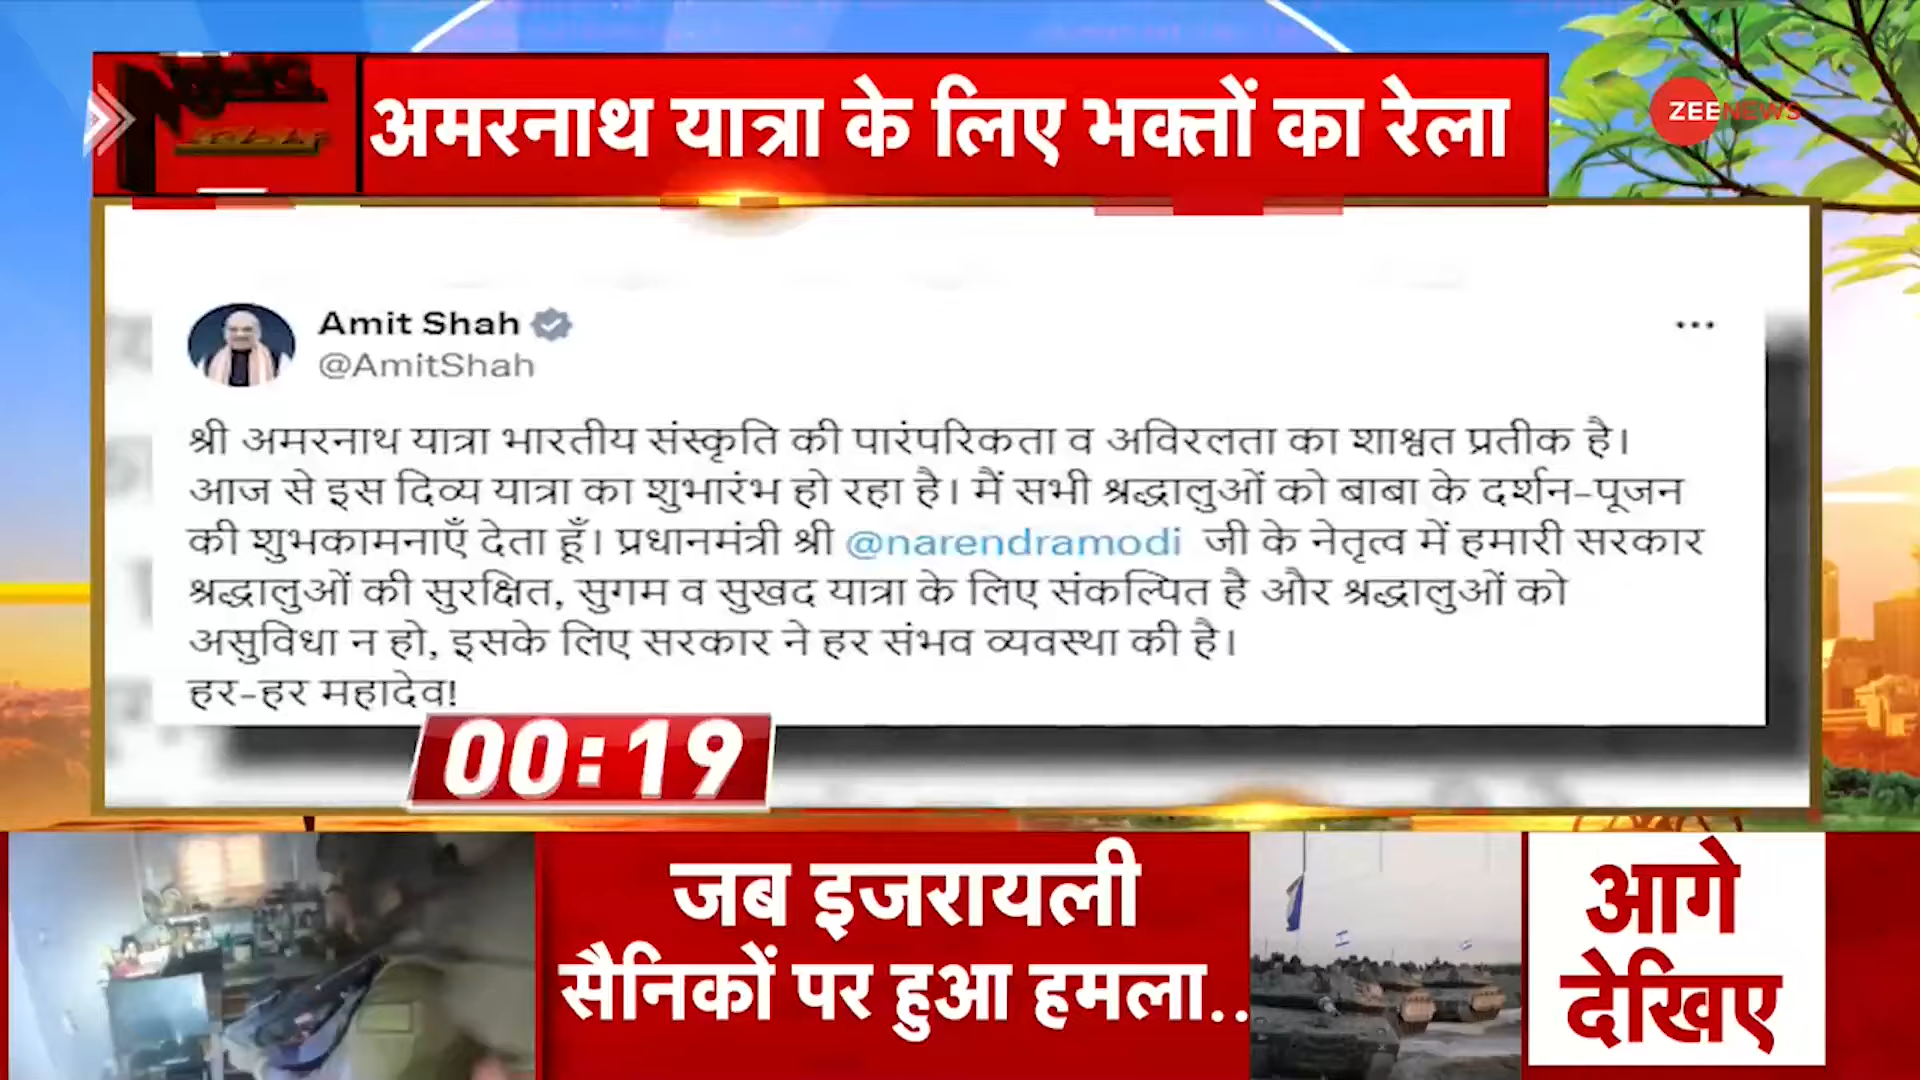 अमरनाथ यात्रा के लिए भक्तों का रेला
ZEENEWS
Amit Shah
@AmitShah
श्री अमरनाथ यात्रा भारतीय संस्कृति की पारंपरिकता व अविरलता का शाश्वत प्रतीक है।
आज से इस दिव्य यात्रा का शुभारंभ हो रहा है। मैं सभी श्रद्धालुओं को बाबा के दर्शन-पूजन
की शुभकामनाएँ देता हूँ। प्रधानमंत्री श्री @narendramodi जी के नेतृत्व में हमारी सरकार
श्रद्धालुओं की सुरक्षित, सुगम व सुखद यात्रा के लिए संकल्पित है और श्रद्धालुओं को
असुविधा न हो, इसके लिए सरकार ने हर संभव व्यवस्था की है।
हर-हर महादेव!
00:19
जब इजरायली
सैनिकों पर हुआ हमला..
आगे
देखिए